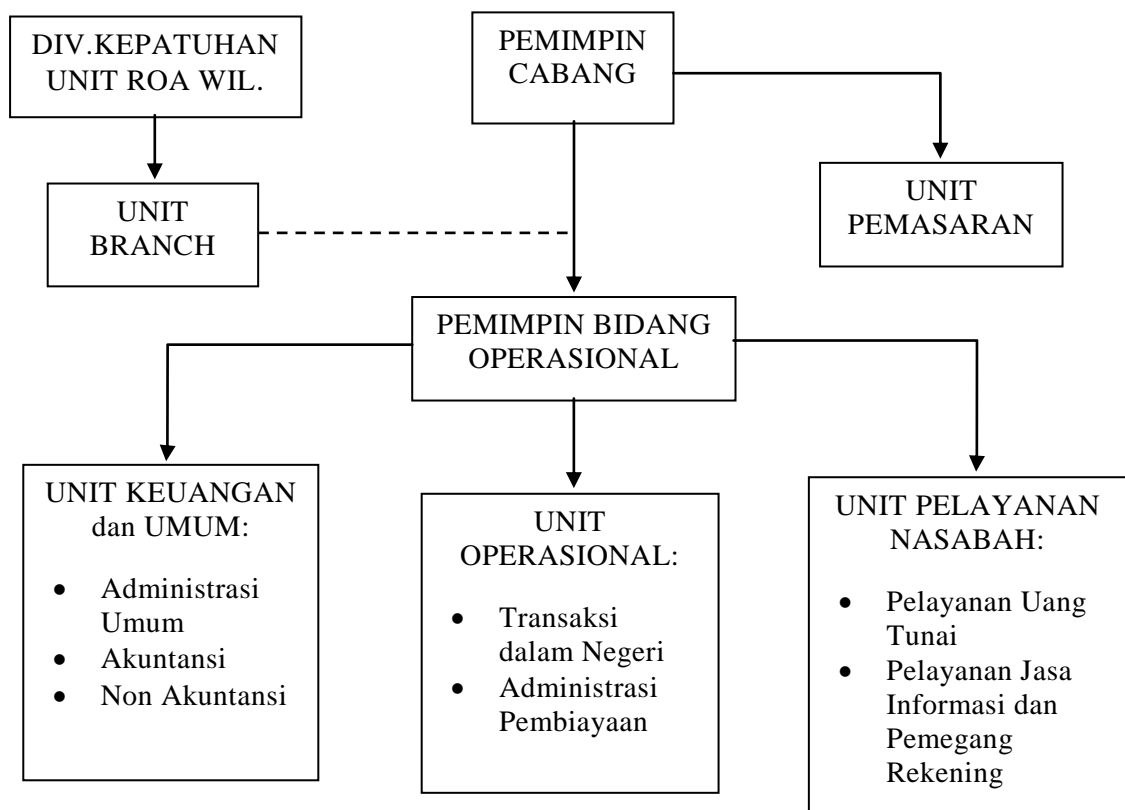 DIV.KEPATUHAN
UNIT ROA WIL.
PEMIMPIN
CABANG
UNIT
BRANCH
UNIT
PEMASARAN
PEMIMPIN BIDANG
OPERASIONAL
UNIT KEUANGAN
dan UMUM:
• Administrasi
Umum
• Akuntansi
• Non Akuntansi
UNIT
OPERASIONAL:
• Transaksi
dalam Negeri
• Administrasi
Pembiayaan
UNIT PELAYANAN
NASABAH:
• Pelayanan Uang
Tunai
• Pelayanan Jasa
Informasi dan
Pemegang
Rekening